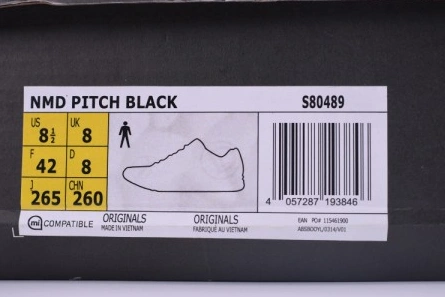 NMD PITCH BLACK S80489
US 8½ UK 8
F 42 D 8
J 265 CHN 260
mi COMPATIBLE
ORIGINALS ORIGINALS
MADE IN VIETNAM FABRIQUÉ AU VIETNAM
4 057287 193846
EAN PO# 115461900